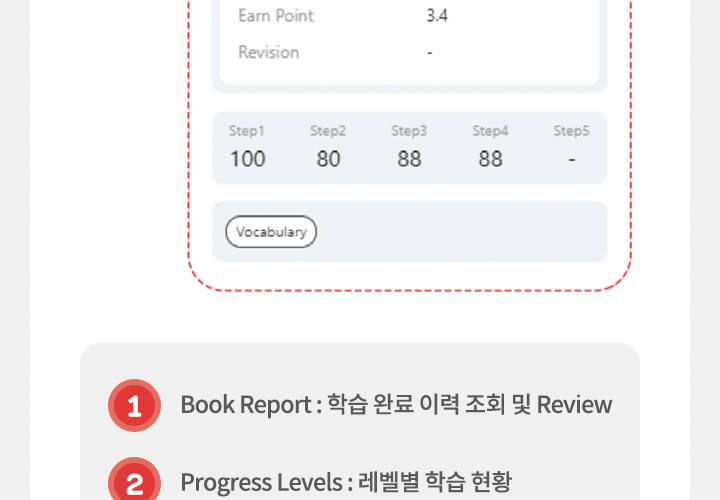 Earn Point 3.4
Revision -
Step1 Step2 Step3 Step4 Step5
100 80 88 88 -
Vocabulary
1 Book Report : 학습 완료 이력 조회 및 Review
2 Progress Levels : 레벨별 학습 현황